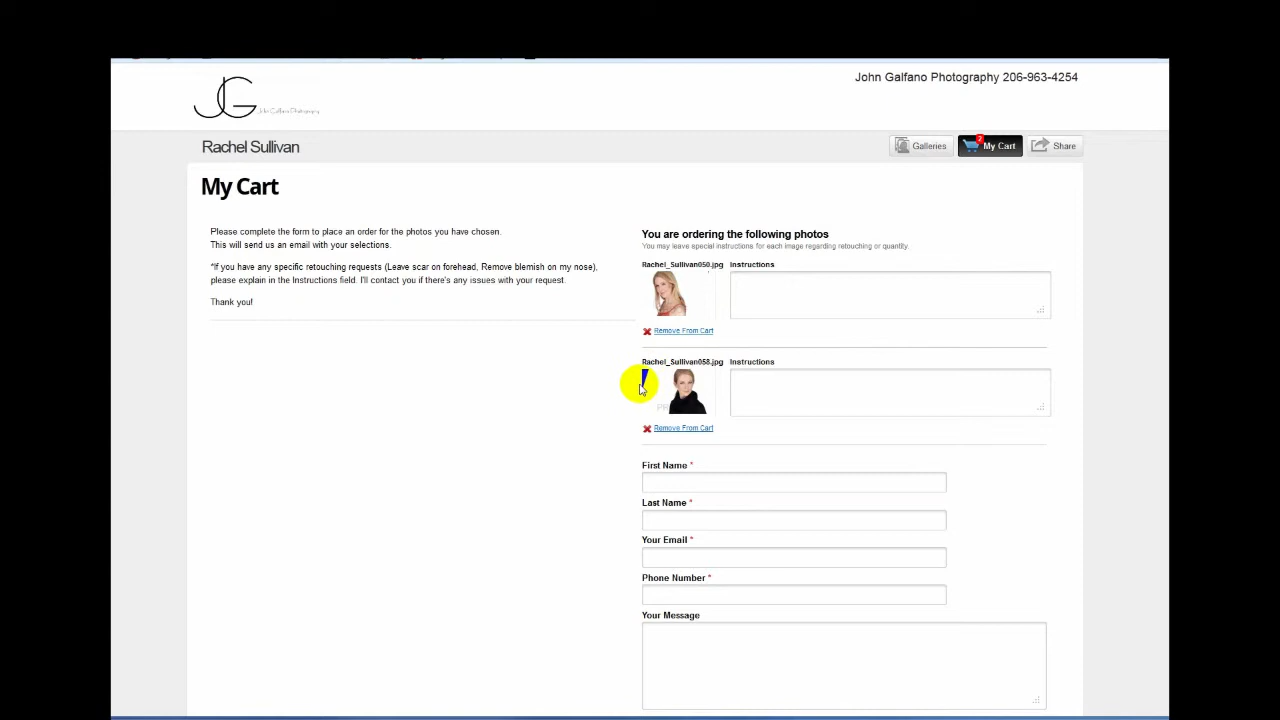 John Galfano Photography 206-963-4254
JG John Galfano Photography
Rachel Sullivan
Galleries
2
My Cart
Share
My Cart
Please complete the form to place an order for the photos you have chosen.
This will send us an email with your selections.
*If you have any specific retouching requests (Leave scar on forehead, Remove blemish on my nose),
please explain in the Instructions field. I'll contact you if there's any issues with your request.
Thank you!
You are ordering the following photos
You may leave special instructions for each image regarding retouching or quantity.
Rachel_Sullivan050.jpg
Instructions
Remove From Cart
Rachel_Sullivan058.jpg
Instructions
Remove From Cart
First Name *
Last Name *
Your Email *
Phone Number *
Your Message